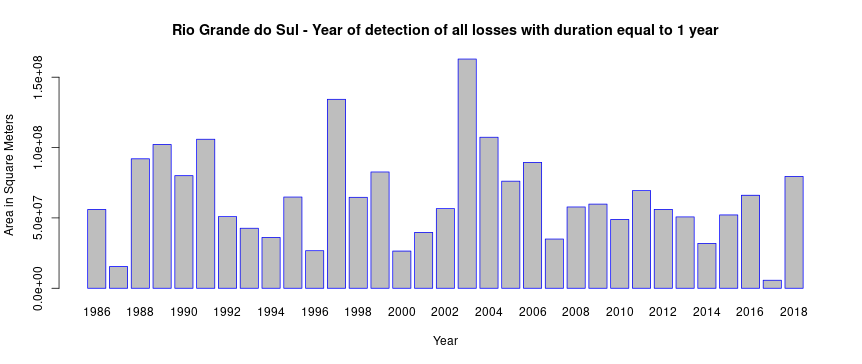 Rio Grande do Sul - Year of detection of all losses with duration equal to 1 year
Area in Square Meters
1.5e+08
1.0e+08
5.0e+07
0.0e+00
1986 1988 1990 1992 1994 1996 1998 2000 2002 2004 2006 2008 2010 2012 2014 2016 2018
Year